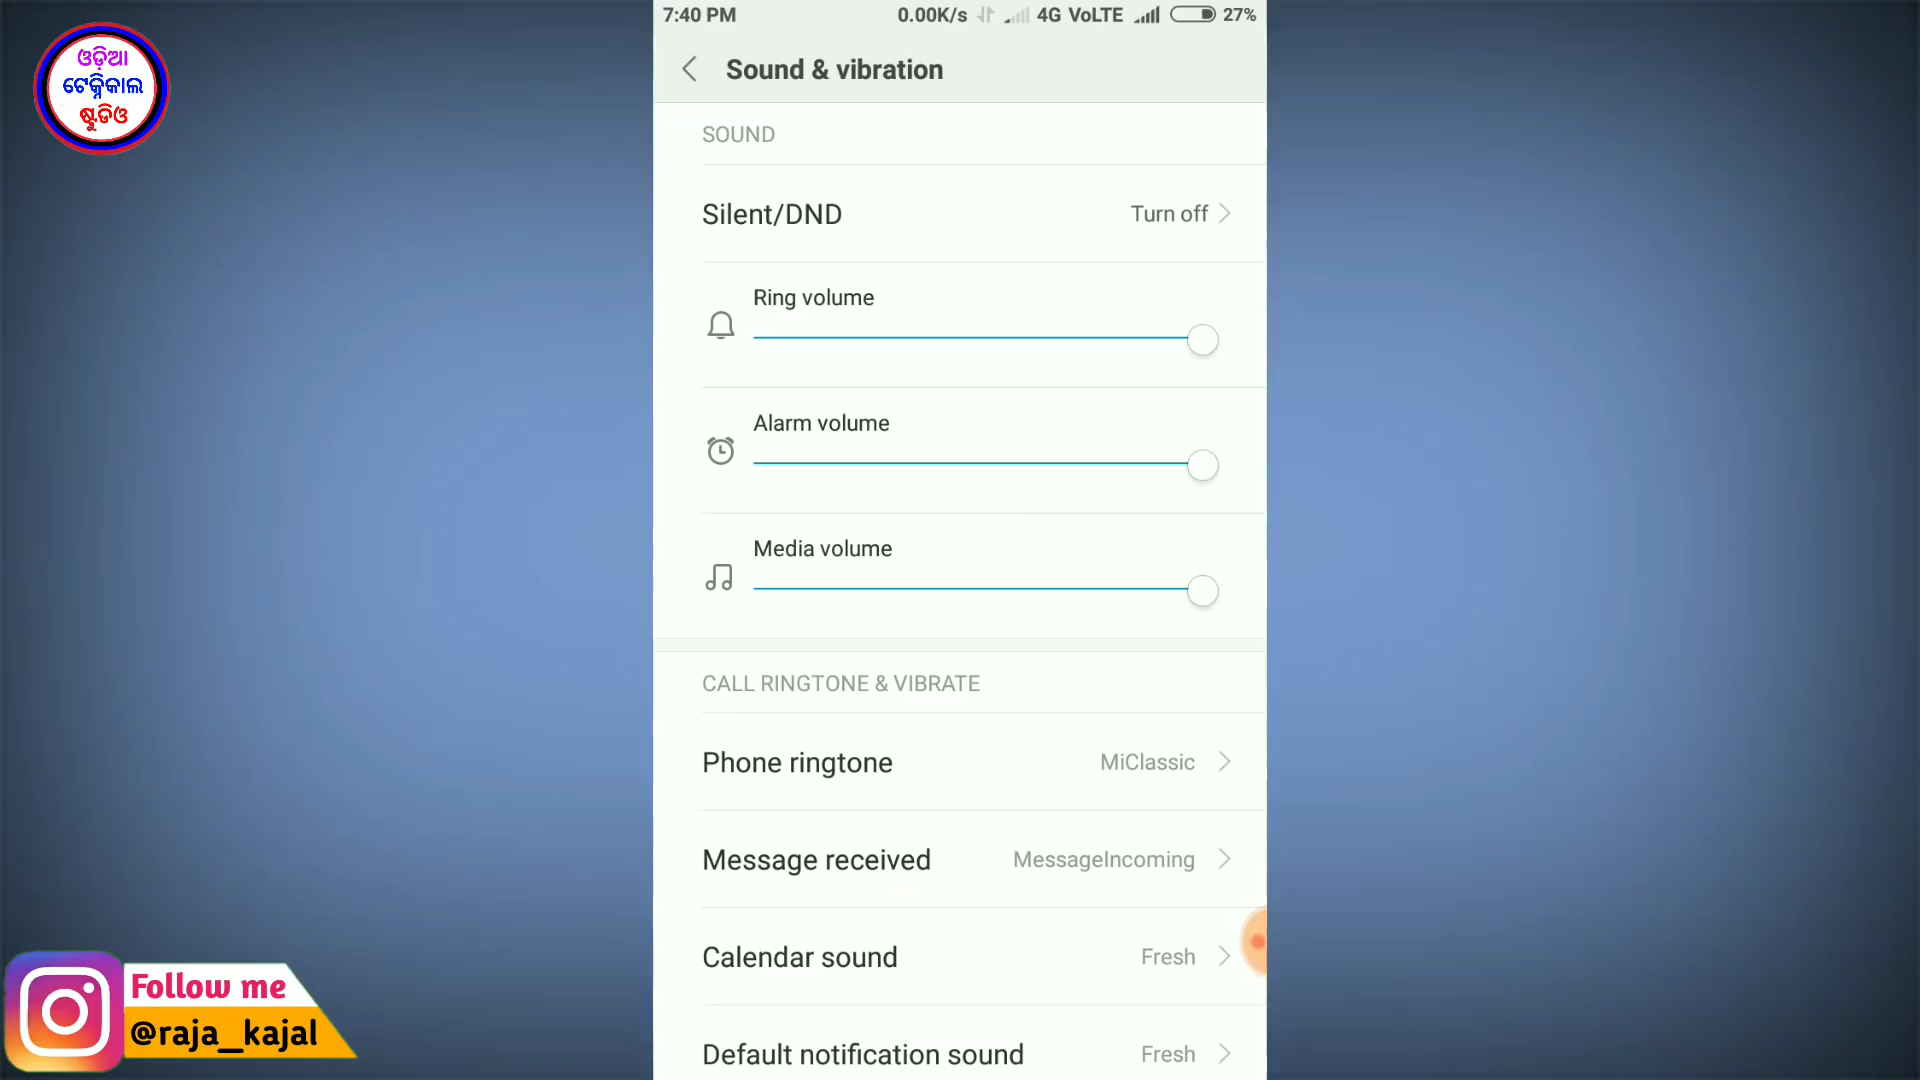 ଓଡ଼ିଆ
ଟେକ୍ନିକାଲ
ଷ୍ଟୁଡିଓ
7:40 PM 0.00K/s 4G VoLTE 27%
Sound & vibration
SOUND
Silent/DND Turn off
Ring volume
Alarm volume
Media volume
CALL RINGTONE & VIBRATE
Phone ringtone MiClassic
Message received MessageIncoming
Calendar sound Fresh
Default notification sound Fresh
Follow me
@raja_kajal